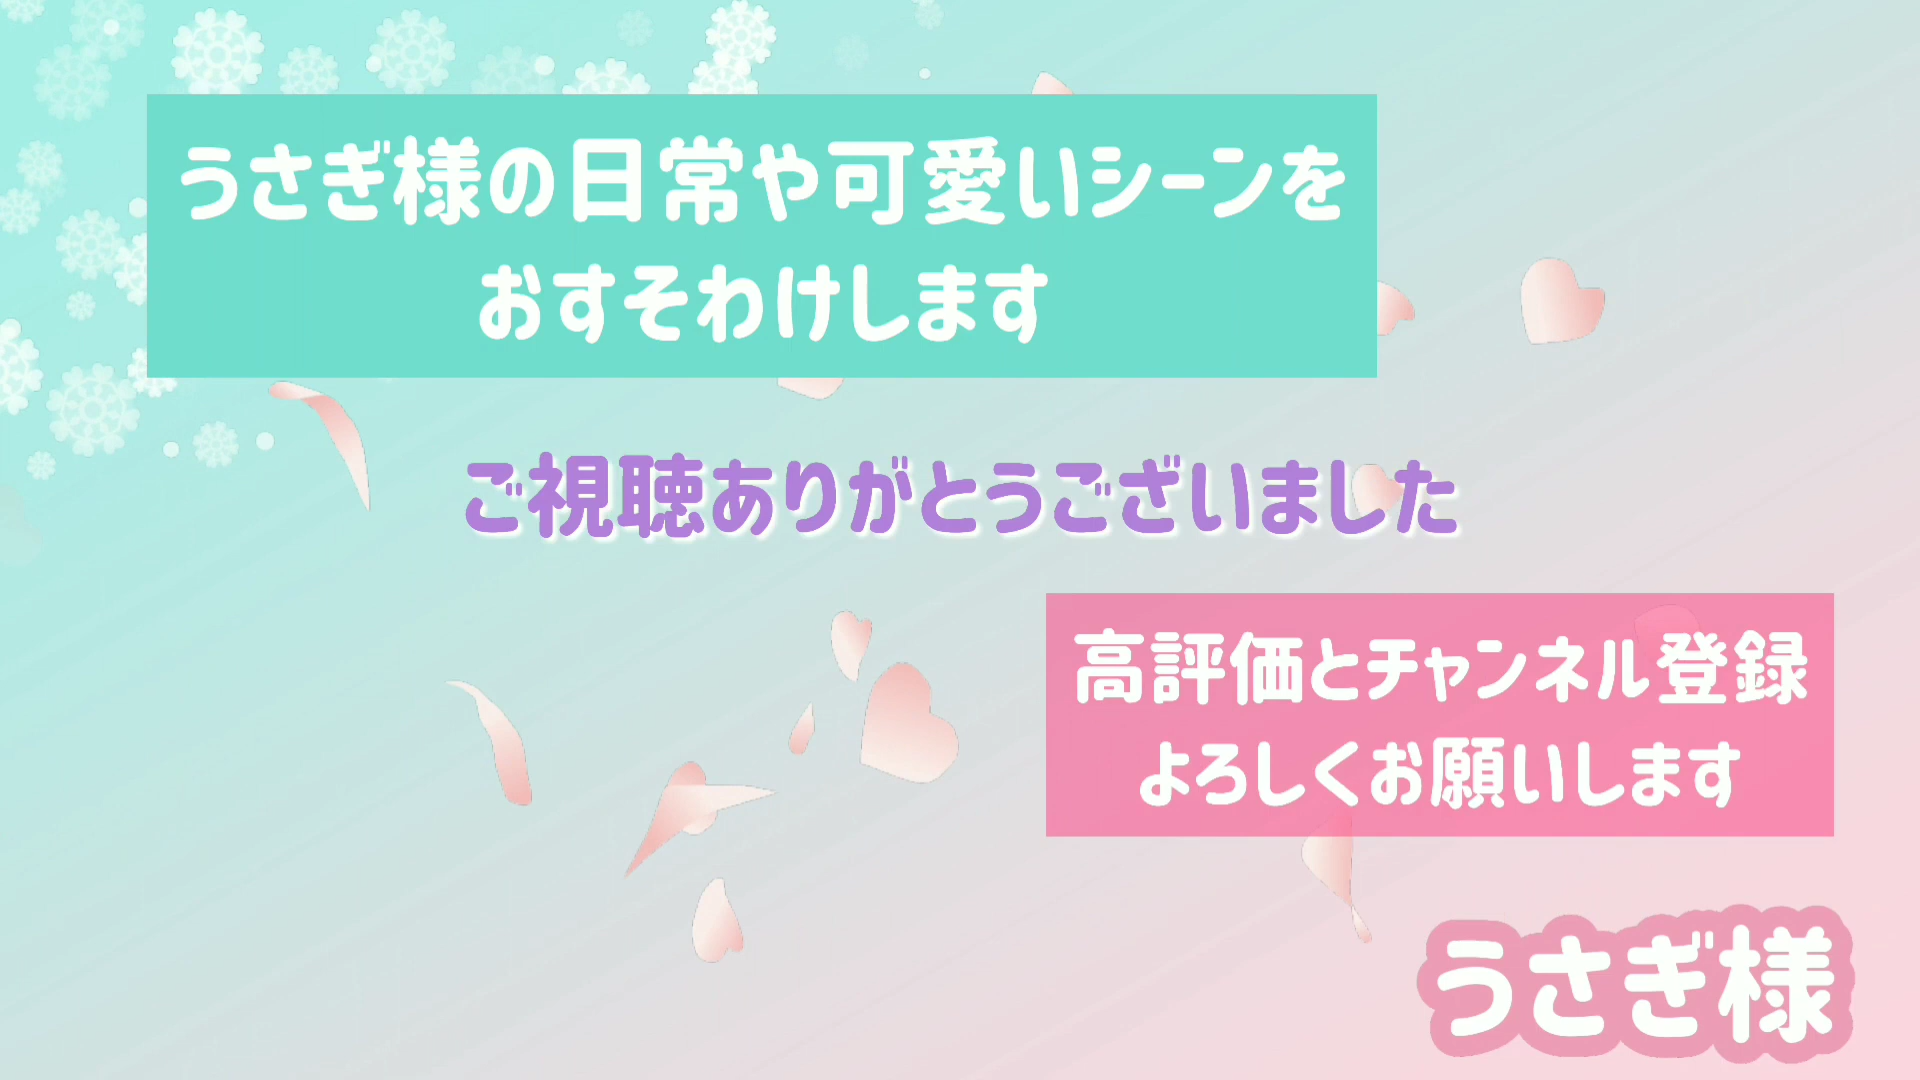 うさぎ様の日常や可愛いシーンを
おすそわけします
ご視聴ありがとうございました
高評価とチャンネル登録
よろしくお願いします
うさぎ様